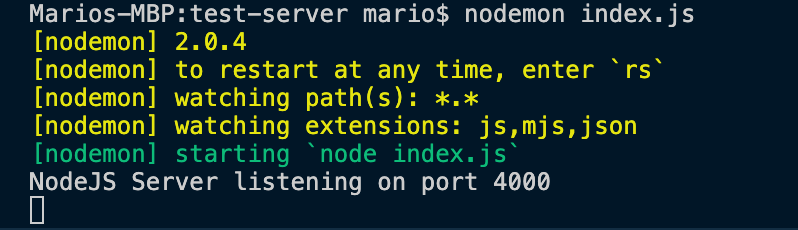 Marios-MBP:test-server mario$ nodemon index.js
[nodemon] 2.0.4
[nodemon] to restart at any time, enter `rs`
[nodemon] watching path(s): *.*
[nodemon] watching extensions: js,mjs,json
[nodemon] starting `node index.js`
NodeJS Server listening on port 4000